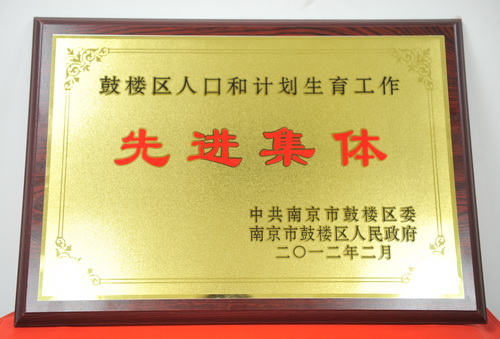 鼓楼区人口和计划生育工作
先进集体
中共南京市鼓楼区委
南京市鼓楼区人民政府
二〇一二年二月